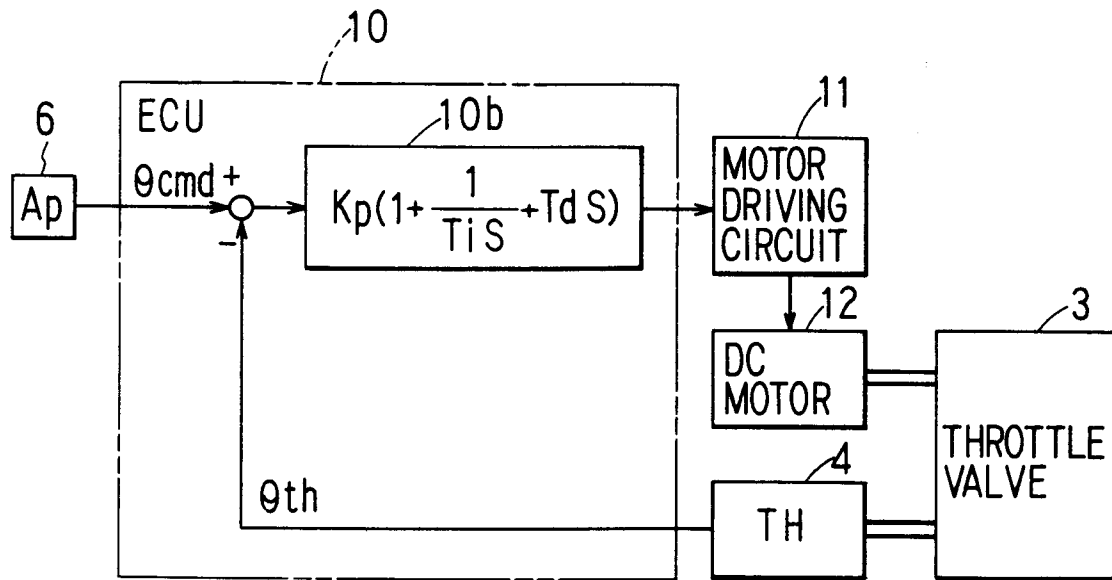 10
6
ECU
10b
11
Ap
θcmd
+
-
Kp(1+ 1/TiS +TdS)
MOTOR
DRIVING
CIRCUIT
12
3
DC
MOTOR
THROTTLE
VALVE
4
θth
TH